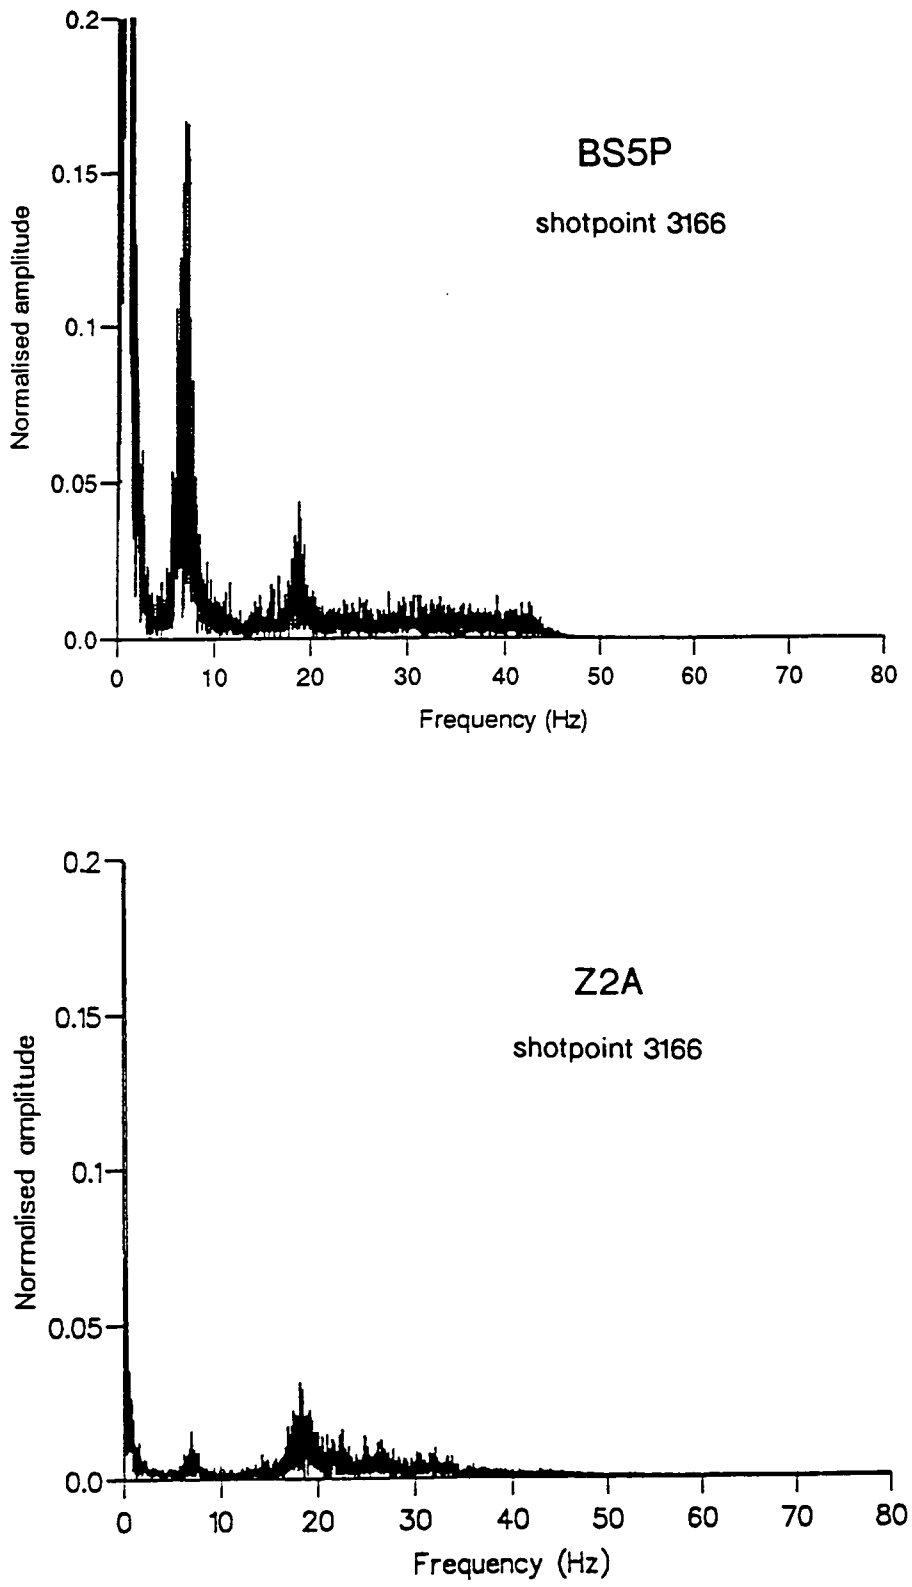 0.2
0.15
0.1
0.05
0.0
Normalised amplitude
BS5P
shotpoint 3166
0 10 20 30 40 50 60 70 80
Frequency (Hz)
0.2
0.15
0.1
0.05
0.0
Normalised amplitude
Z2A
shotpoint 3166
0 10 20 30 40 50 60 70 80
Frequency (Hz)